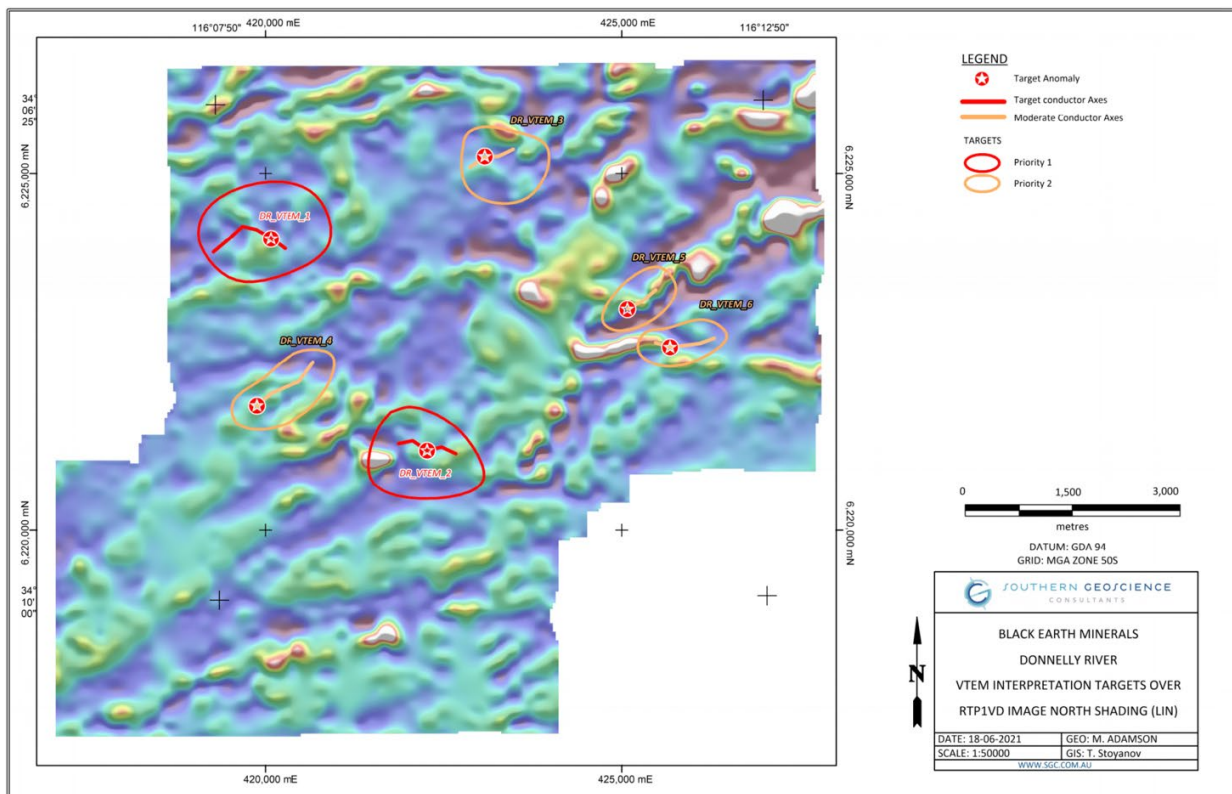 420,000 mE
425,000 mE
116°07'50"
116°12'50"
34°
06'
25"
6,225,000 mN
6,225,000 mN
DR_VTEM_3
DR_VTEM_1
DR_VTEM_5
DR_VTEM_6
DR_VTEM_4
DR_VTEM_2
6,220,000 mN
6,220,000 mN
34°
10'
00"
420,000 mE
425,000 mE
LEGEND
Target Anomaly
Target conductor Axes
Moderate Conductor Axes
TARGETS
Priority 1
Priority 2
0 1,500 3,000
metres
DATUM: GDA 94
GRID: MGA ZONE 50S
SOUTHERN GEOSCIENCE
CONSULTANTS
N
BLACK EARTH MINERALS
DONNELLY RIVER
VTEM INTERPRETATION TARGETS OVER
RTP1VD IMAGE NORTH SHADING (LIN)
DATE: 18-06-2021 GEO: M. ADAMSON
SCALE: 1:50000 GIS: T. Stoyanov
WWW.SGC.COM.AU